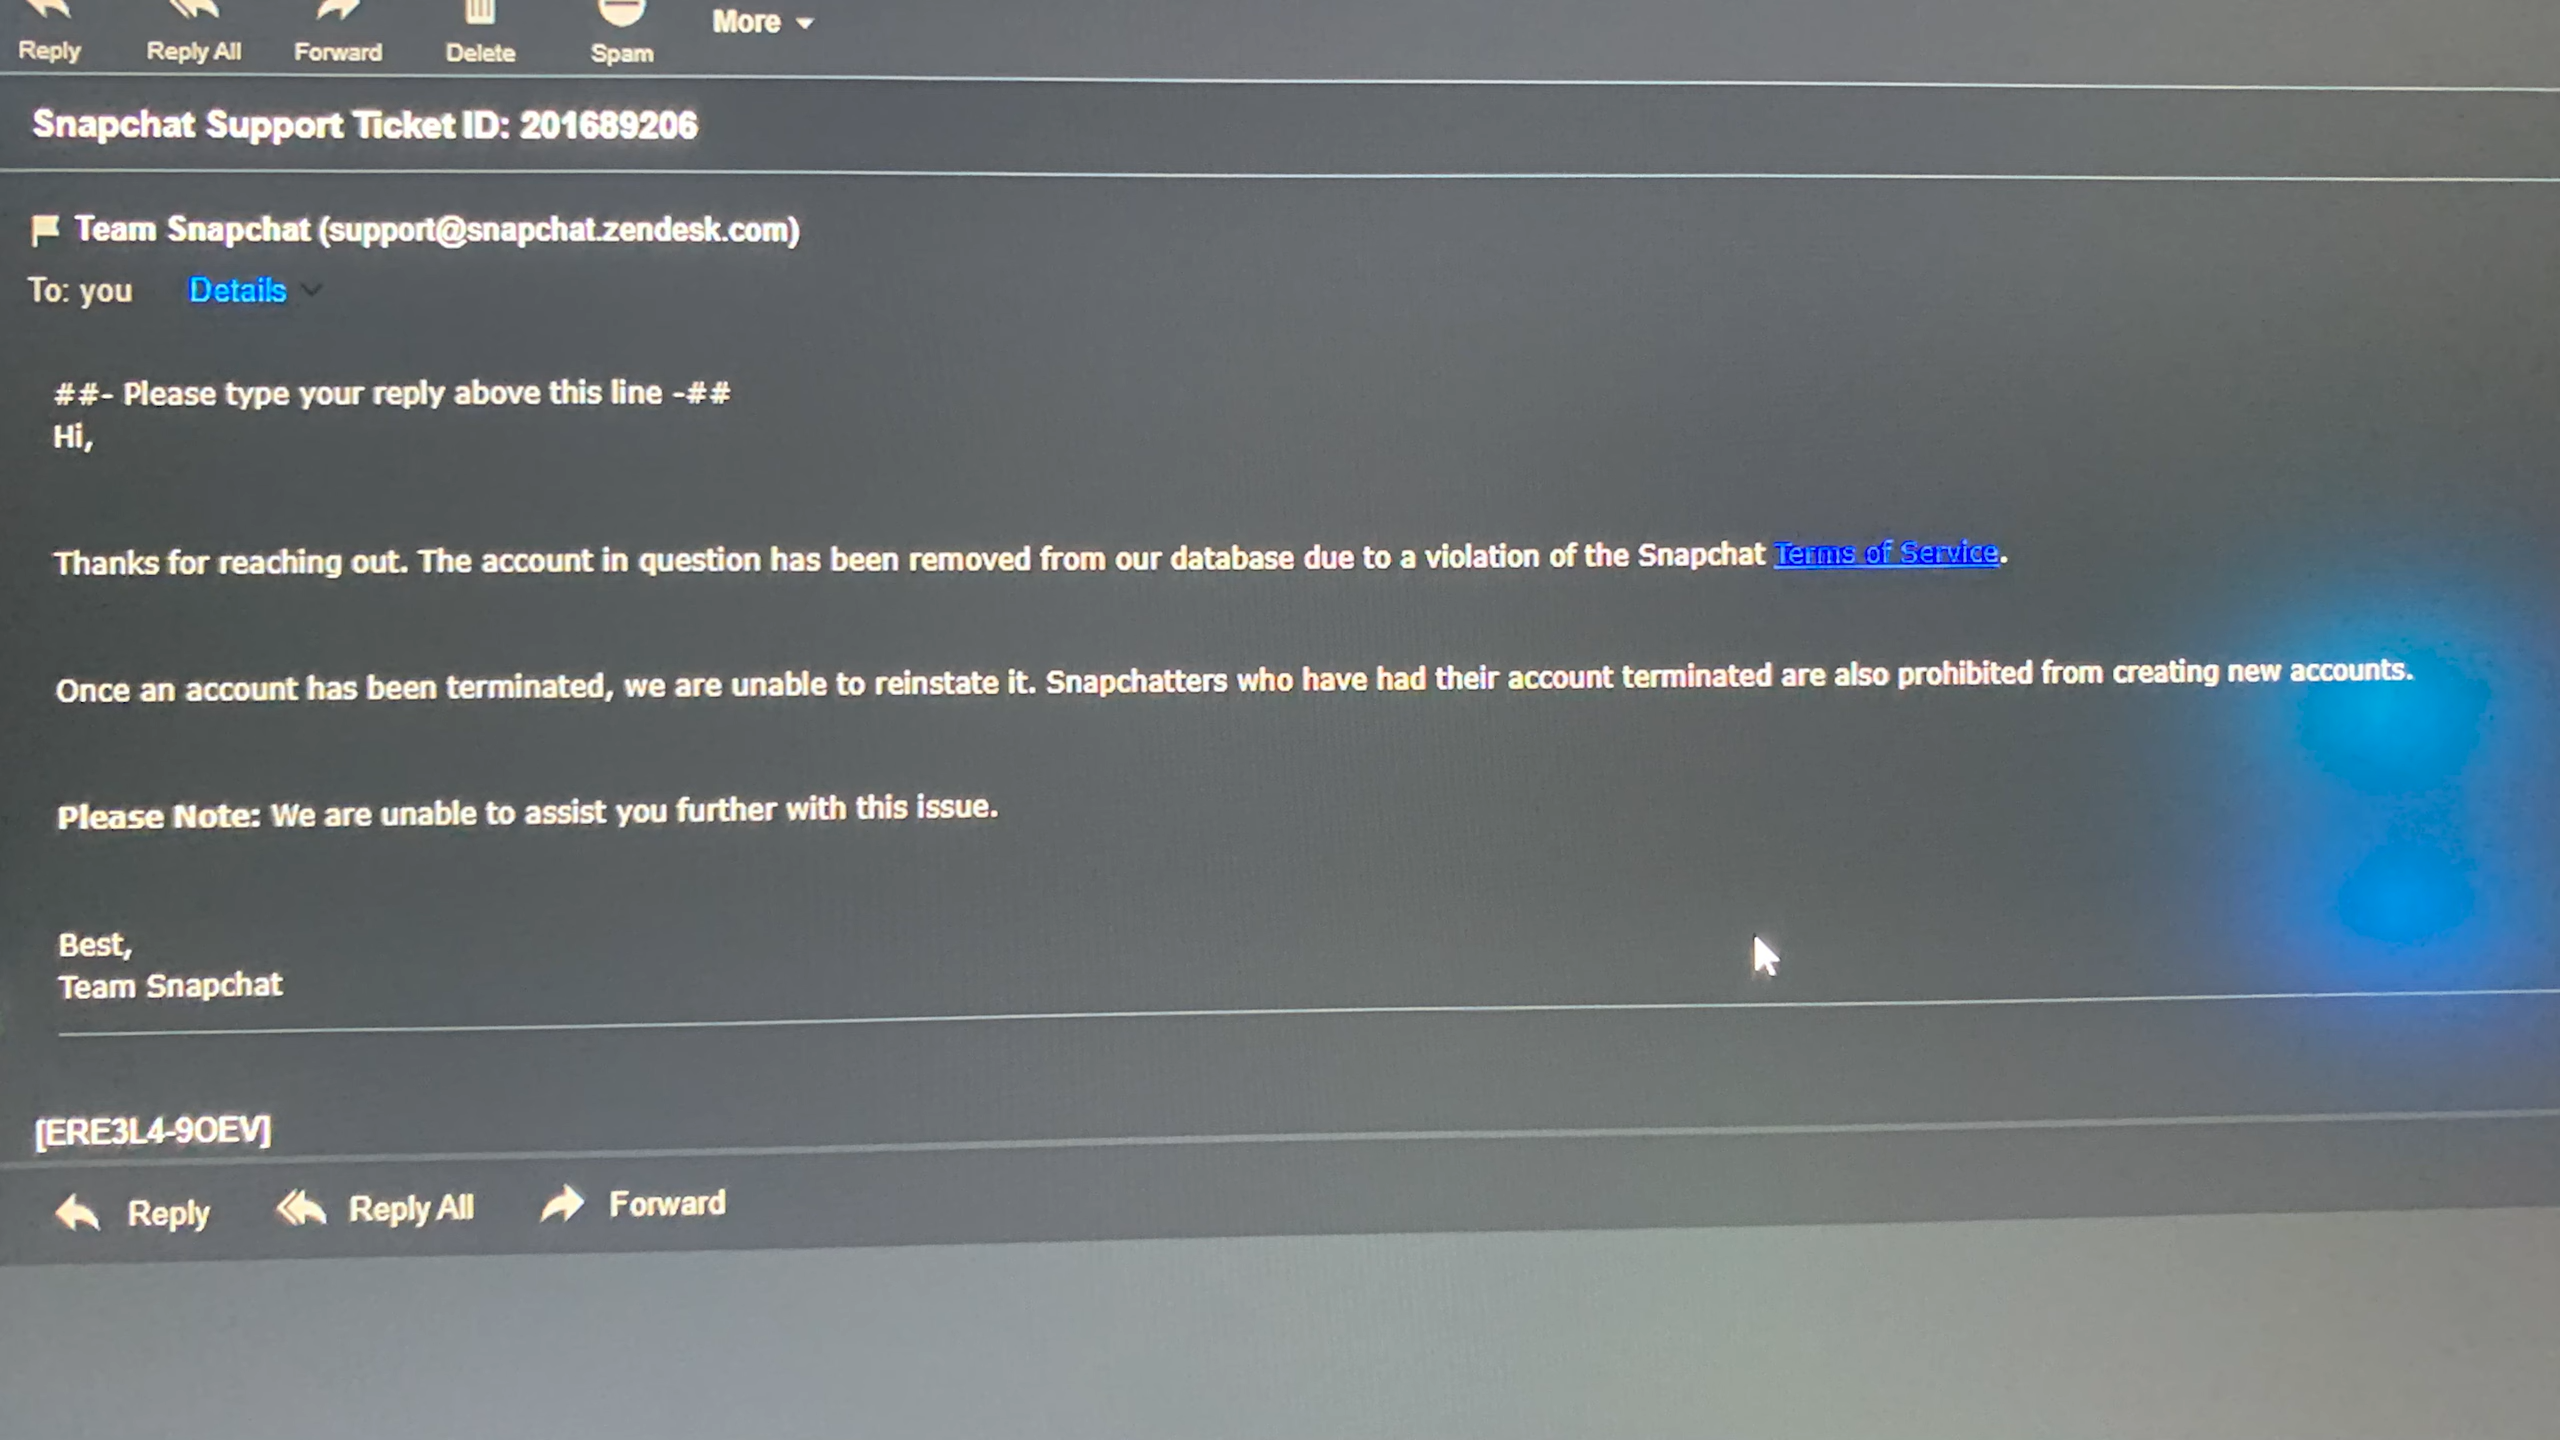 More
Reply Reply All Forward Delete Spam
Snapchat Support Ticket ID: 201689206
Team Snapchat (support@snapchat.zendesk.com)
To: you Details
##- Please type your reply above this line -##
Hi,
Thanks for reaching out. The account in question has been removed from our database due to a violation of the Snapchat Terms of Service.
Once an account has been terminated, we are unable to reinstate it. Snapchatters who have had their account terminated are also prohibited from creating new accounts.
Please Note: We are unable to assist you further with this issue.
Best,
Team Snapchat
[ERE3L4-9OEV]
Reply Reply All Forward